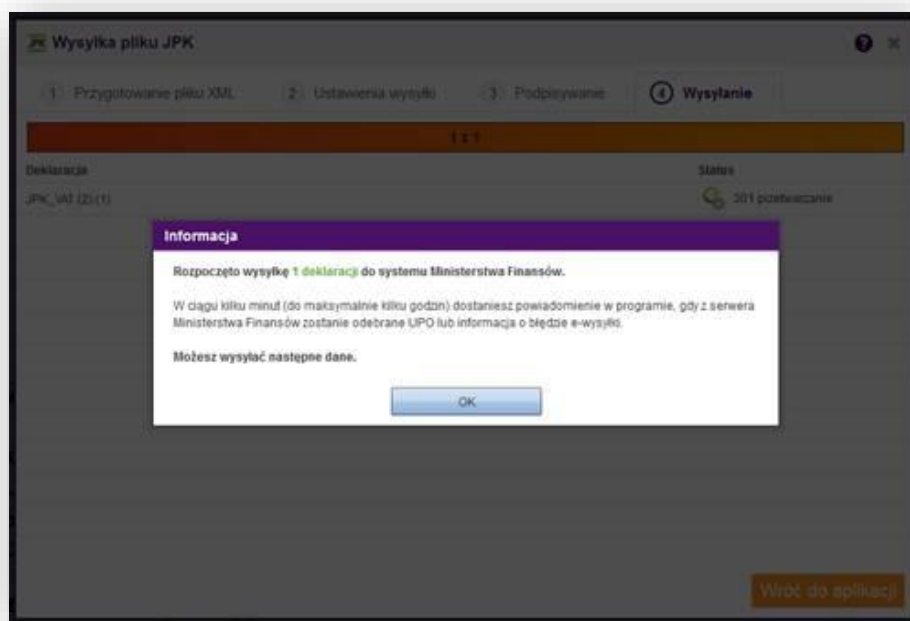 Wysyłka pliku JPK
1 Przygotowanie pliku XML 2 Ustawienia wysyłki 3 Podpisywanie 4 Wysyłanie
1 z 1
Deklaracja Status
JPK_VAT (2) (1) 301 przetwarzanie
Informacja
Rozpoczęto wysyłkę 1 deklaracji do systemu Ministerstwa Finansów.
W ciągu kilku minut (do maksymalnie kilku godzin) dostaniesz powiadomienie w programie, gdy z serwera
Ministerstwa Finansów zostanie odebrane UPO lub informacja o błędzie e-wysyłki.
Możesz wysyłać następne dane.
OK
Wróć do aplikacji